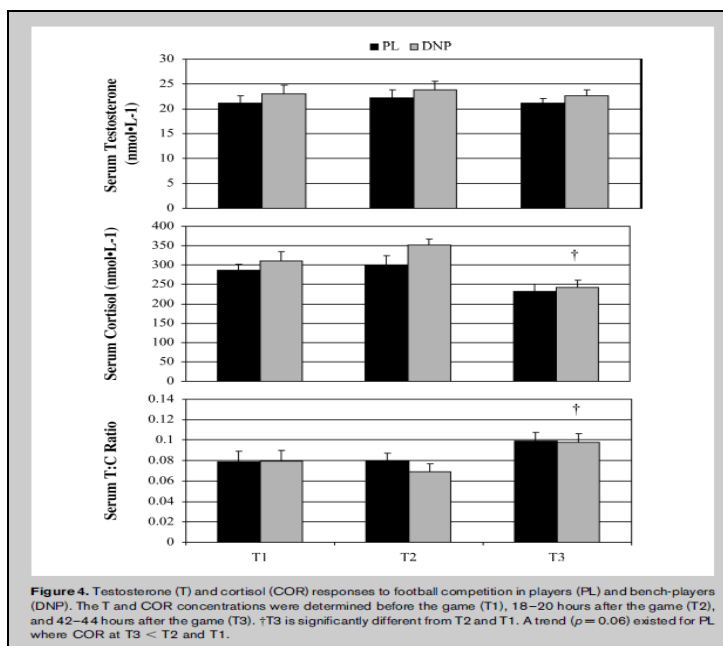 PL DNP
Serum Testosterone
(nmol•L-1)
30
25
20
15
10
5
0
Serum Cortisol (nmol•L-1)
400
350
300
250
200
150
100
50
0
†
Serum T:C Ratio
0.14
0.12
0.1
0.08
0.06
0.04
0.02
0
†
T1 T2 T3
Figure 4. Testosterone (T) and cortisol (COR) responses to football competition in players (PL) and bench-players
(DNP). The T and COR concentrations were determined before the game (T1), 18–20 hours after the game (T2),
and 42–44 hours after the game (T3). †T3 is significantly different from T2 and T1. A trend (p = 0.06) existed for PL
where COR at T3 < T2 and T1.